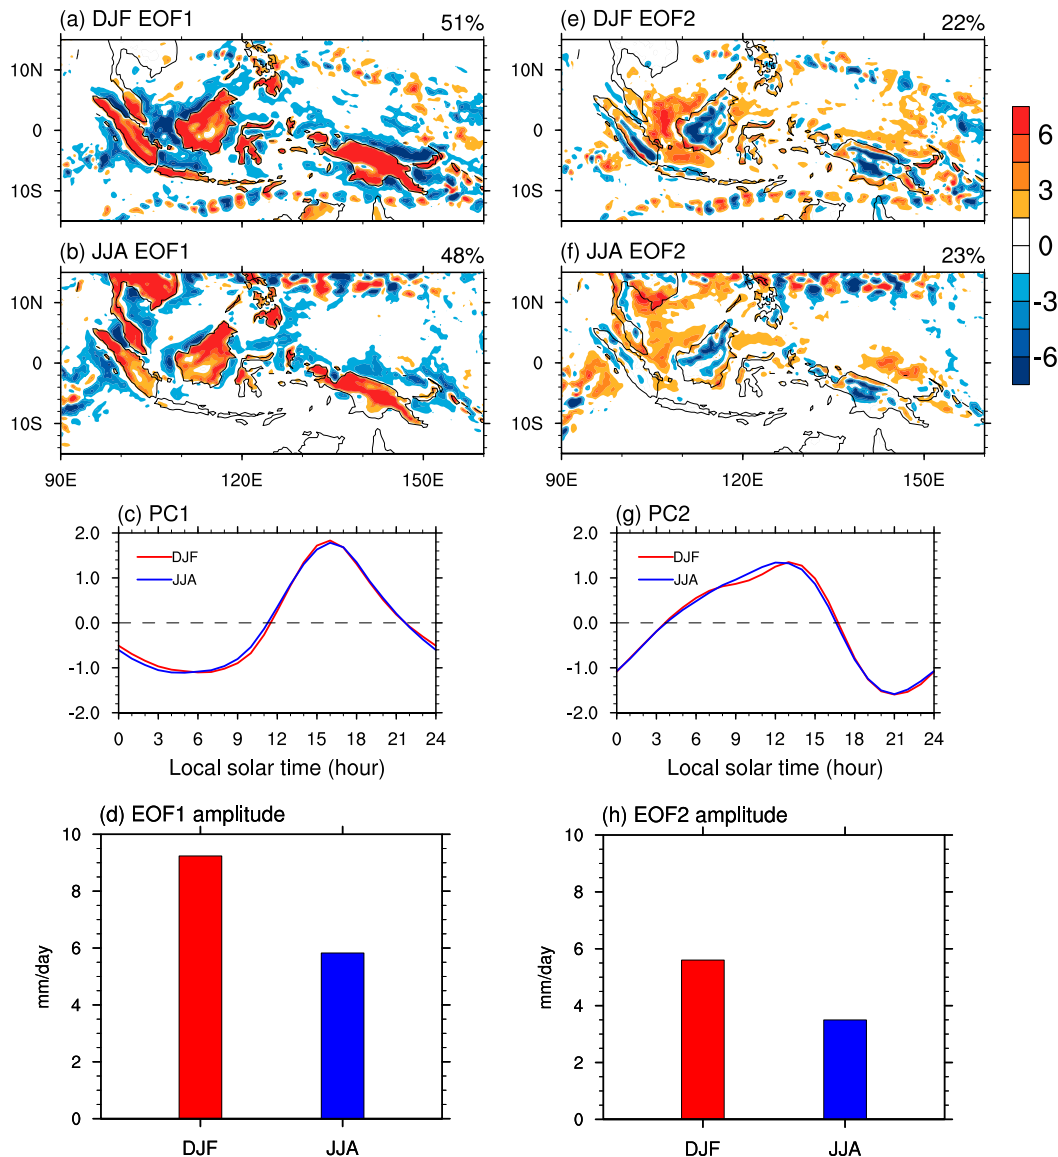 (a) DJF EOF1 51%
10N
0
10S
(b) JJA EOF1 48%
10N
0
10S
90E 120E 150E
(e) DJF EOF2 22%
10N
0
10S
(f) JJA EOF2 23%
10N
0
10S
90E 120E 150E
6
3
0
-3
-6
(c) PC1
2.0
1.0
0.0
-1.0
-2.0
DJF
JJA
0 3 6 9 12 15 18 21 24
Local solar time (hour)
(g) PC2
2.0
1.0
0.0
-1.0
-2.0
DJF
JJA
0 3 6 9 12 15 18 21 24
Local solar time (hour)
(d) EOF1 amplitude
10
8
6
4
2
0
mm/day
DJF JJA
(h) EOF2 amplitude
10
8
6
4
2
0
mm/day
DJF JJA